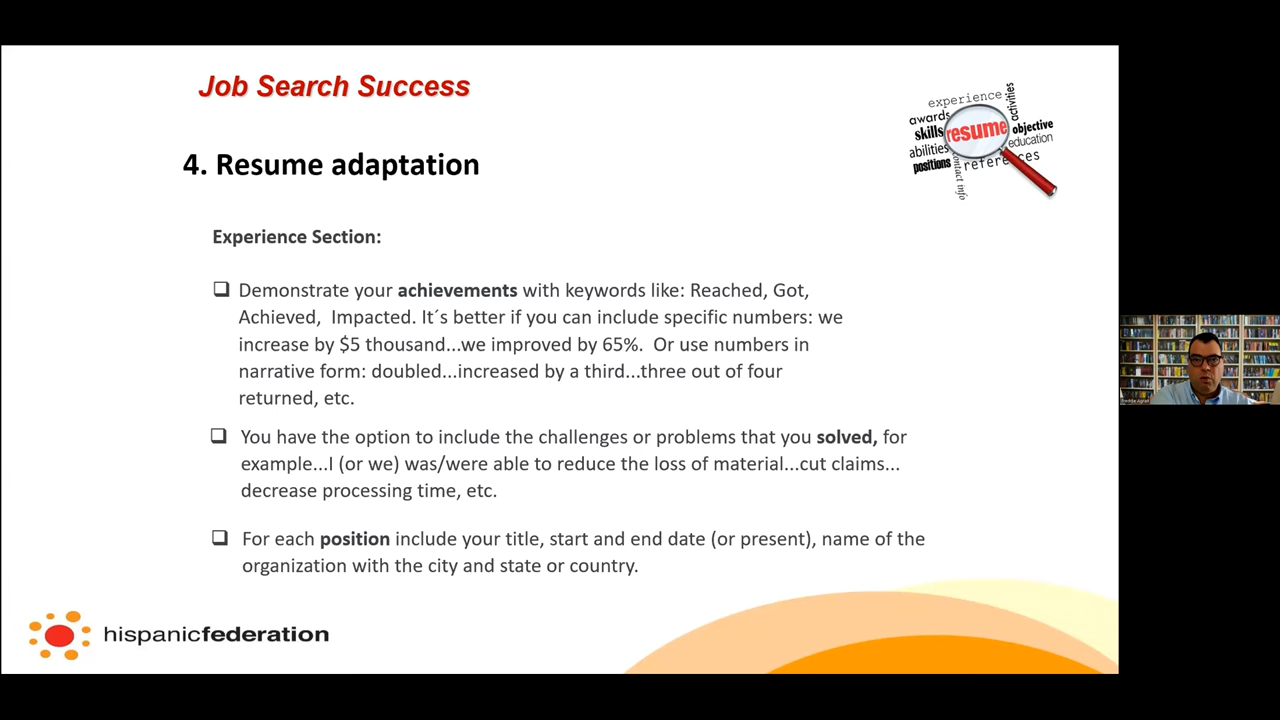 Job Search Success
4. Resume adaptation
experience
awards
activities
skills
resume
objective
abilities
education
positions
references
contact info
Experience Section:
❑ Demonstrate your achievements with keywords like: Reached, Got,
Achieved, Impacted. It´s better if you can include specific numbers: we
increase by $5 thousand...we improved by 65%. Or use numbers in
narrative form: doubled...increased by a third...three out of four
returned, etc.
❑ You have the option to include the challenges or problems that you solved, for
example...I (or we) was/were able to reduce the loss of material...cut claims...
decrease processing time, etc.
❑ For each position include your title, start and end date (or present), name of the
organization with the city and state or country.
hispanicfederation